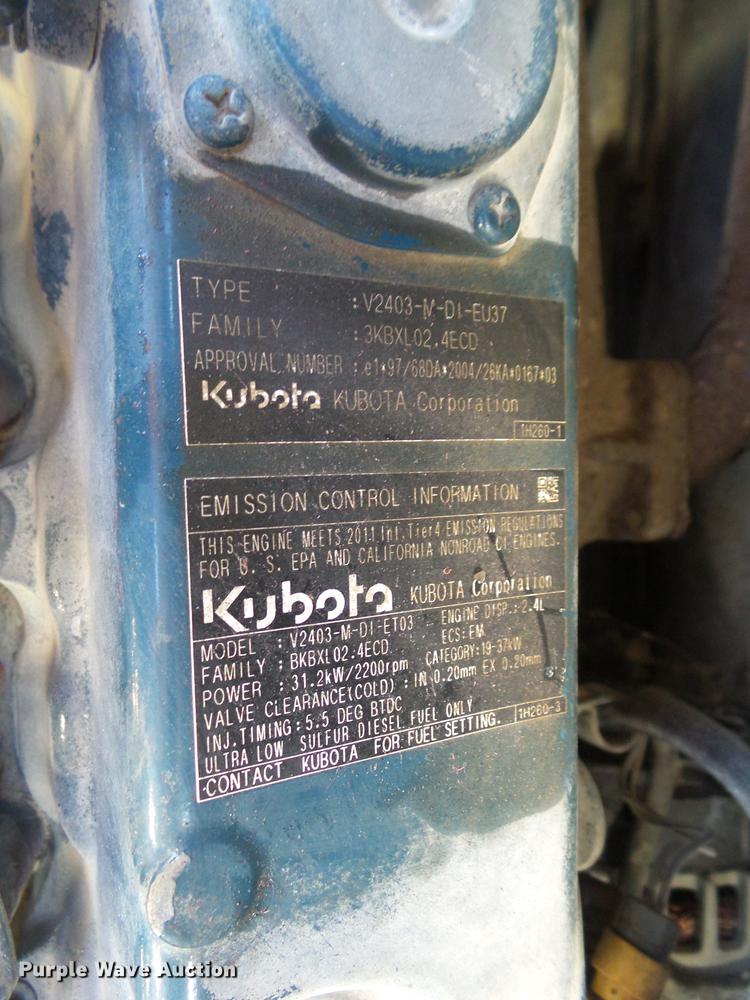 TYPE : V2403-M-DI-EU37
FAMILY : 3KBXL02.4ECD
APPROVAL NUMBER : e1*97/68DA*2004/26KA*0167*03
Kubota KUBOTA Corporation
1H260-1
EMISSION CONTROL INFORMATION
THIS ENGINE MEETS 2011 Int.Tier4 EMISSION REGULATIONS
FOR U. S. EPA AND CALIFORNIA NONROAD CI ENGINES.
Kubota KUBOTA Corporation
MODEL : V2403-M-DI-ET03 ENGINE DISP.: 2.4L
FAMILY : BKBXL02.4ECD ECS: EM
POWER : 31.2kW/2200rpm CATEGORY: 19-37kW
VALVE CLEARANCE(COLD) : IN 0.20mm EX 0.20mm
INJ.TIMING : 5.5 DEG BTDC
ULTRA LOW SULFUR DIESEL FUEL ONLY
CONTACT KUBOTA FOR FUEL SETTING. 1H260-3
Purple Wave Auction